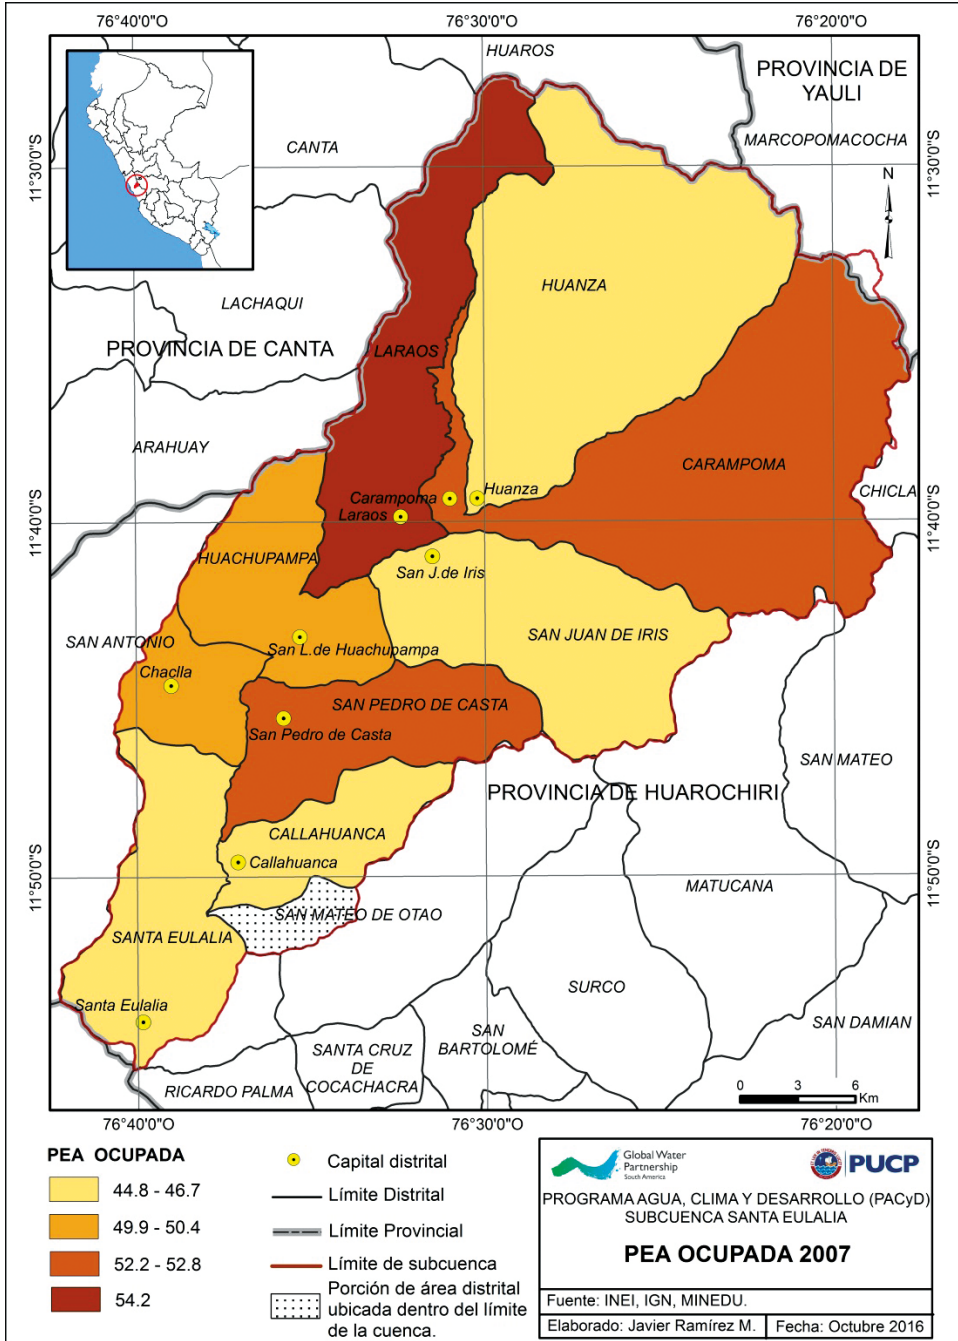 76°40'0"O
76°30'0"O
76°20'0"O
HUAROS
PROVINCIA DE
YAULI
MARCOPOMACOCHA
CANTA
11°30'0"S
11°30'0"S
N
HUANZA
LACHAQUI
PROVINCIA DE CANTA
LARAOS
ARAHUAY
CARAMPOMA
Carampoma
Huanza
CHICLA
Laraos
11°40'0"S
11°40'0"S
HUACHUPAMPA
San J.de Iris
SAN ANTONIO
SAN JUAN DE IRIS
San L.de Huachupampa
Chaclla
SAN PEDRO DE CASTA
San Pedro de Casta
SAN MATEO
PROVINCIA DE HUAROCHIRI
CALLAHUANCA
Callahuanca
11°50'0"S
11°50'0"S
MATUCANA
SAN MATEO DE OTAO
SANTA EULALIA
SURCO
Santa Eulalia
SAN DAMIAN
SAN
BARTOLOMÉ
SANTA CRUZ
DE
COCACHACRA
RICARDO PALMA
0 3 6
Km
76°40'0"O
76°30'0"O
76°20'0"O
PEA OCUPADA
44.8 - 46.7
49.9 - 50.4
52.2 - 52.8
54.2
Capital distrital
Límite Distrital
Límite Provincial
Límite de subcuenca
Porción de área distrital
ubicada dentro del límite
de la cuenca.
Global Water
Partnership
South America
PUCP
PROGRAMA AGUA, CLIMA Y DESARROLLO (PACyD)
SUBCUENCA SANTA EULALIA
PEA OCUPADA 2007
Fuente: INEI, IGN, MINEDU.
Elaborado: Javier Ramírez M.
Fecha: Octubre 2016